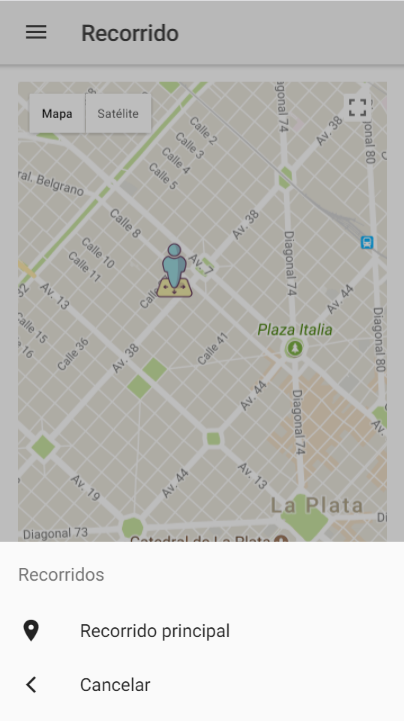 Recorrido
Mapa
Satélite
Diagonal 74
Av. 38
Diagonal 80
Calle 2
Calle 3
Calle 4
Calle 5
ral. Belgrano
Calle 8
Av. 38
Calle 10
Calle 11
Av. 7
Diagonal 74
Av. 13
Av. 44
Plaza Italia
Diagonal 80
Calle 15
Calle 36
Av. 38
Calle 41
Av. 44
Diagonal 74
Av. 19
Av. 44
Av. 13
La Plata
Diagonal 73
Catedral de La Plata
Recorridos
Recorrido principal
Cancelar